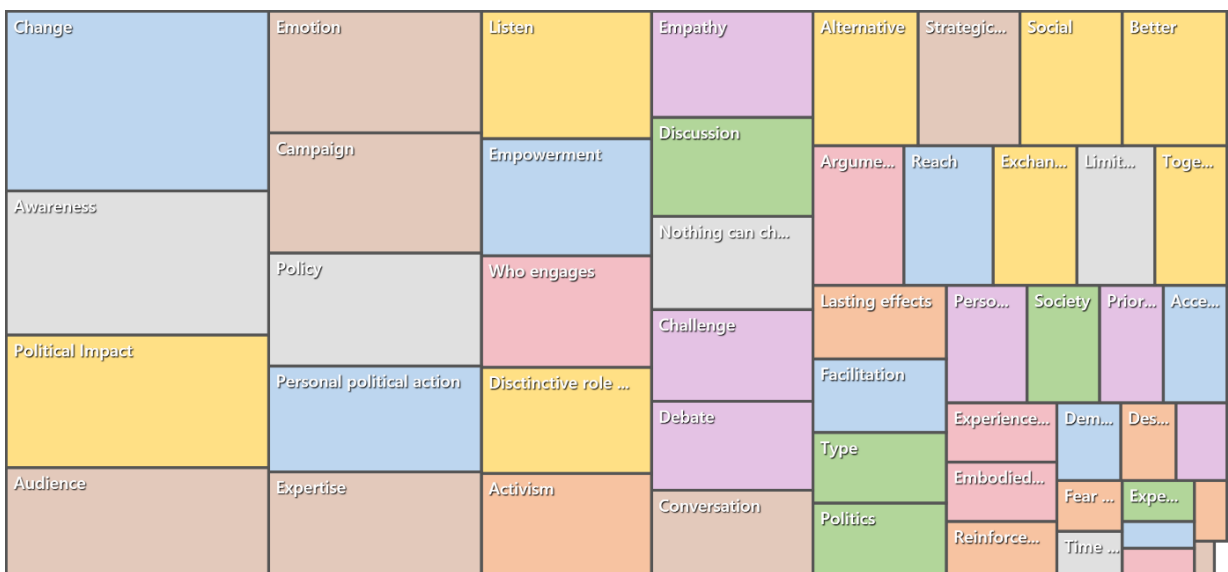 Change
Awareness
Political Impact
Audience
Emotion
Campaign
Policy
Personal political action
Expertise
Listen
Empowerment
Who engages
Disctinctive role ...
Activism
Empathy
Discussion
Nothing can ch...
Challenge
Debate
Conversation
Alternative
Strategic...
Social
Better
Argume...
Reach
Exchan...
Limit...
Toge...
Lasting effects
Facilitation
Type
Politics
Perso...
Society
Prior...
Acce...
Experience...
Embodied...
Reinforce...
Dem...
Des...
Fear ...
Time ...
Expe...